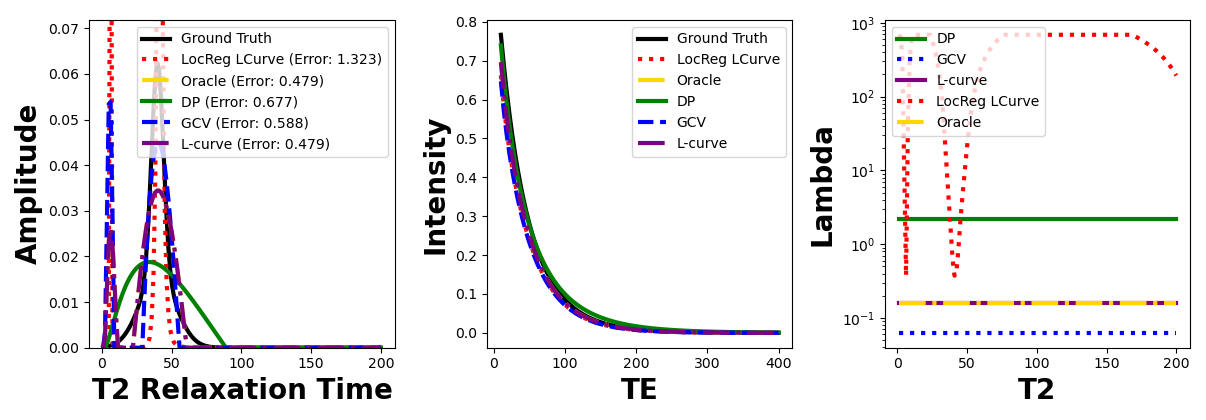 0.07
0.06
0.05
0.04
0.03
0.02
0.01
0.00
Amplitude
Ground Truth
LocReg LCurve (Error: 1.323)
Oracle (Error: 0.479)
DP (Error: 0.677)
GCV (Error: 0.588)
L-curve (Error: 0.479)
0
50
100
150
200
T2 Relaxation Time
0.8
0.7
0.6
0.5
0.4
0.3
0.2
0.1
0.0
Intensity
Ground Truth
LocReg LCurve
Oracle
DP
GCV
L-curve
0
100
200
300
400
TE
10³
10²
10¹
10⁰
10⁻¹
Lambda
DP
GCV
L-curve
LocReg LCurve
Oracle
0
50
100
150
200
T2